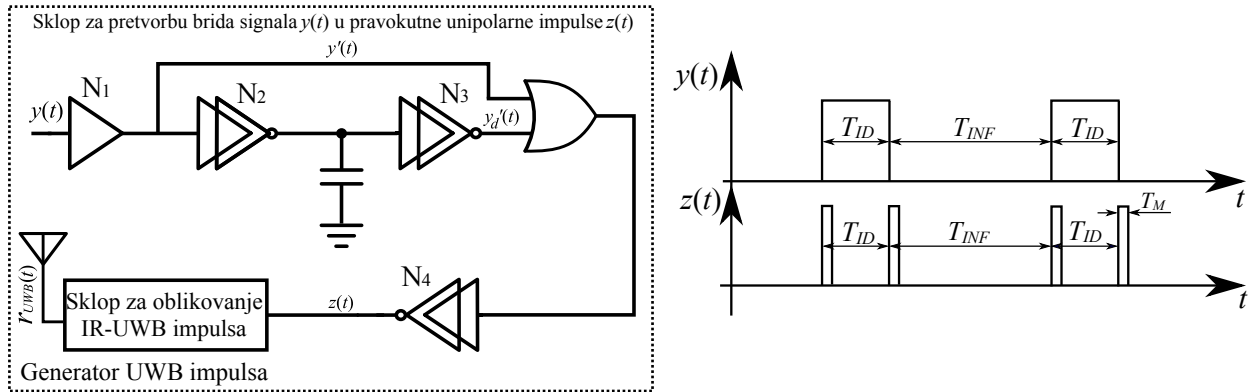 Sklop za pretvorbu brida signala y(t) u pravokutne unipolarne impulse z(t)
y'(t)
N1
N2
N3
y(t)
yd'(t)
N4
z(t)
rUWB(t)
Sklop za oblikovanje
IR-UWB impulsa
Generator UWB impulsa
y(t)
TID
TINF
TID
t
z(t)
TM
TID
TINF
TID
t